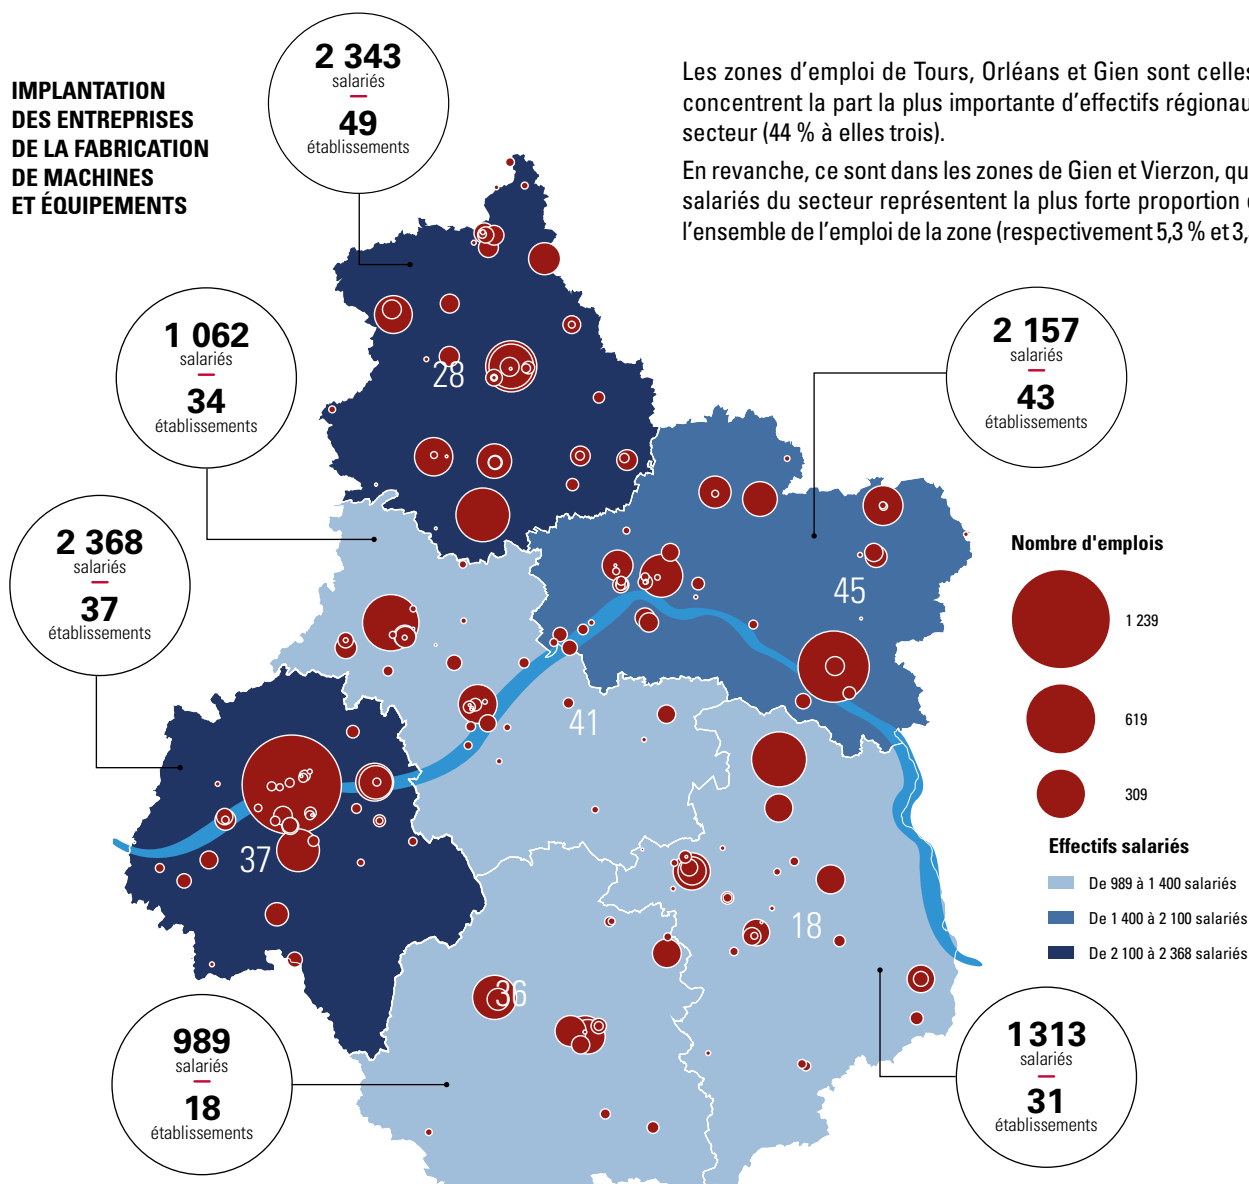 IMPLANTATION
DES ENTREPRISES
DE LA FABRICATION
DE MACHINES
ET ÉQUIPEMENTS
Les zones d'emploi de Tours, Orléans et Gien sont celles
concentrent la part la plus importante d'effectifs régionau
secteur (44 % à elles trois).
En revanche, ce sont dans les zones de Gien et Vierzon, qu
salariés du secteur représentent la plus forte proportion
l'ensemble de l'emploi de la zone (respectivement 5,3 % et 3,
2 343
salariés
49
établissements
1 062
salariés
34
établissements
2 368
salariés
37
établissements
2 157
salariés
43
établissements
989
salariés
18
établissements
1 313
salariés
31
établissements
28
45
41
37
18
36
Nombre d'emplois
1 239
619
309
Effectifs salariés
De 989 à 1 400 salariés
De 1 400 à 2 100 salariés
De 2 100 à 2 368 salariés